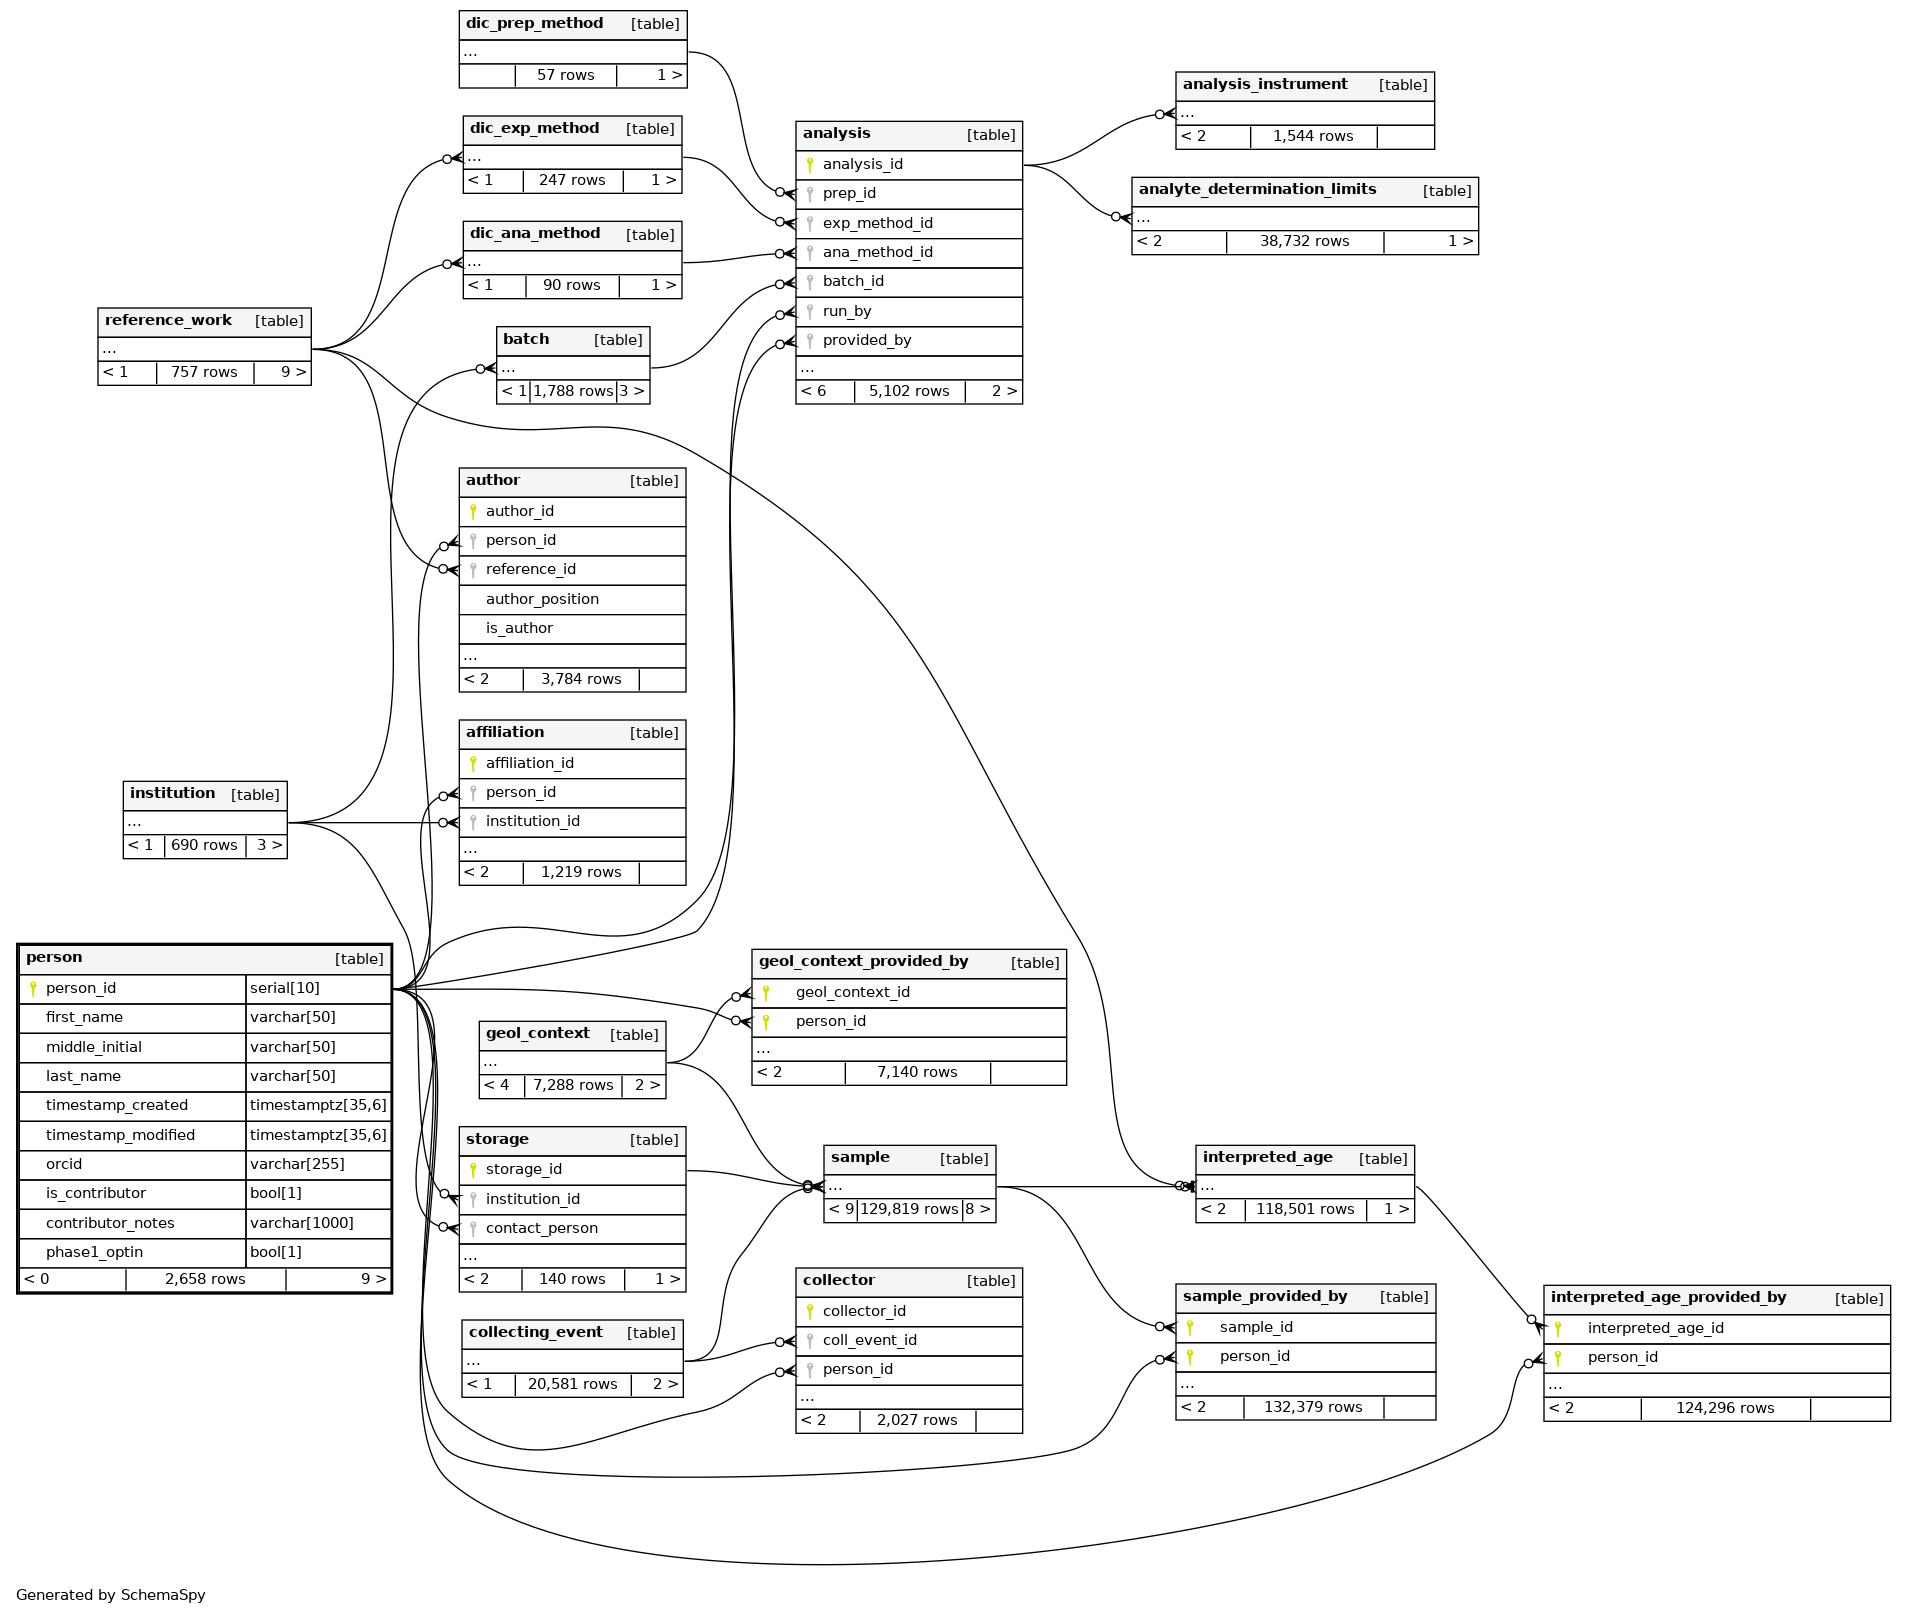 dic_prep_method [table]
...
57 rows 1 >
dic_exp_method [table]
...
< 1 247 rows 1 >
dic_ana_method [table]
...
< 1 90 rows 1 >
reference_work [table]
...
< 1 757 rows 9 >
batch [table]
...
< 1 1,788 rows 3 >
analysis [table]
analysis_id
prep_id
exp_method_id
ana_method_id
batch_id
run_by
provided_by
...
< 6 5,102 rows 2 >
analysis_instrument [table]
...
< 2 1,544 rows
analyte_determination_limits [table]
...
< 2 38,732 rows 1 >
author [table]
author_id
person_id
reference_id
author_position
is_author
...
< 2 3,784 rows
affiliation [table]
affiliation_id
person_id
institution_id
...
< 2 1,219 rows
institution [table]
...
< 1 690 rows 3 >
person [table]
person_id serial[10]
first_name varchar[50]
middle_initial varchar[50]
last_name varchar[50]
timestamp_created timestamptz[35,6]
timestamp_modified timestamptz[35,6]
orcid varchar[255]
is_contributor bool[1]
contributor_notes varchar[1000]
phase1_optin bool[1]
< 0 2,658 rows 9 >
geol_context_provided_by [table]
geol_context_id
person_id
...
< 2 7,140 rows
geol_context [table]
...
< 4 7,288 rows 2 >
storage [table]
storage_id
institution_id
contact_person
...
< 2 140 rows 1 >
sample [table]
...
< 9 129,819 rows 8 >
interpreted_age [table]
...
< 2 118,501 rows 1 >
collecting_event [table]
...
< 1 20,581 rows 2 >
collector [table]
collector_id
coll_event_id
person_id
...
< 2 2,027 rows
sample_provided_by [table]
sample_id
person_id
...
< 2 132,379 rows
interpreted_age_provided_by [table]
interpreted_age_id
person_id
...
< 2 124,296 rows
Generated by SchemaSpy